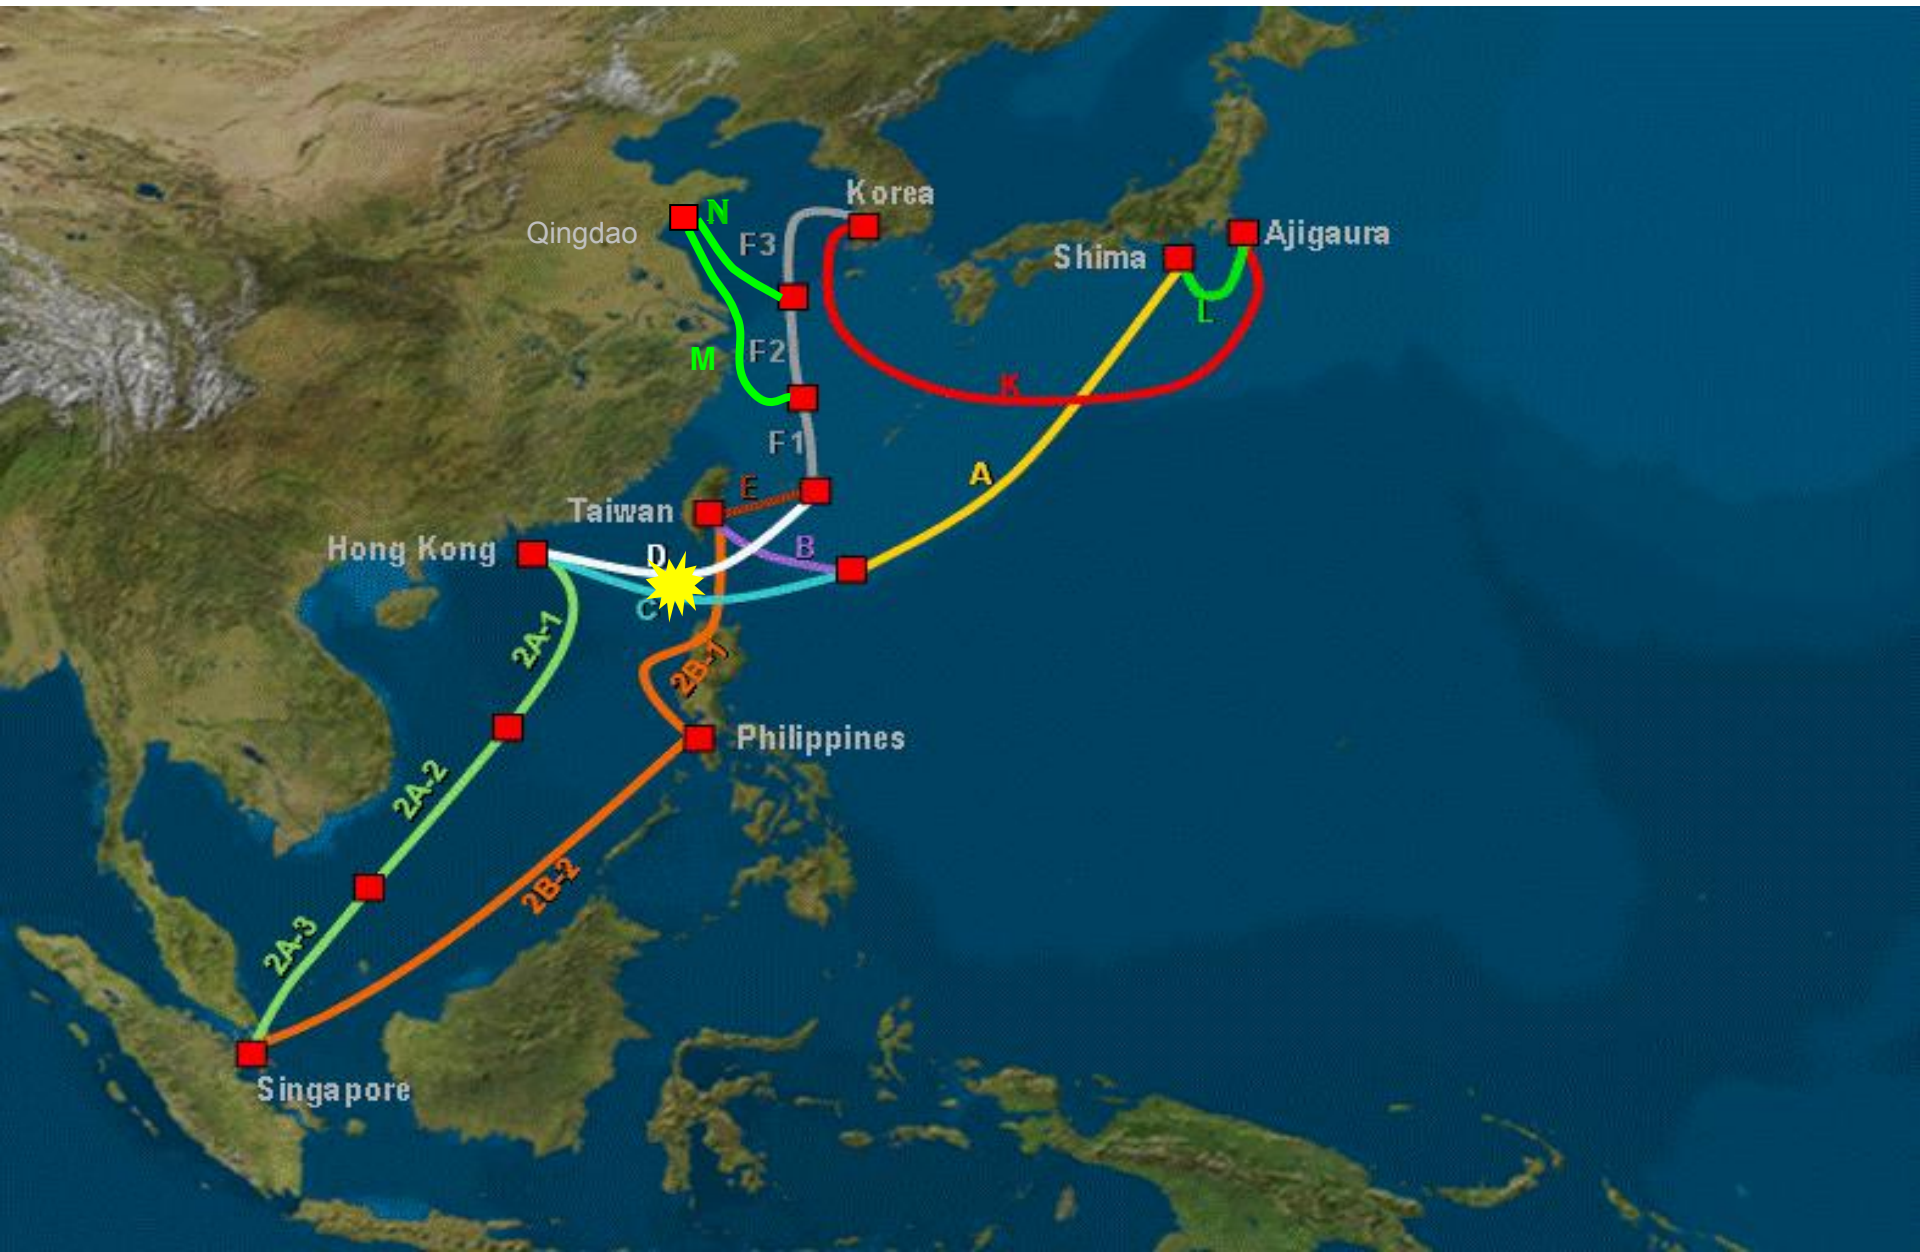 Korea
N
Qingdao
F3
Shima
Ajigaura
L
M
F2
K
F1
A
E
Taiwan
Hong Kong
D
B
C
2A-1
2B-1
Philippines
2A-2
2B-2
2A-3
Singapore